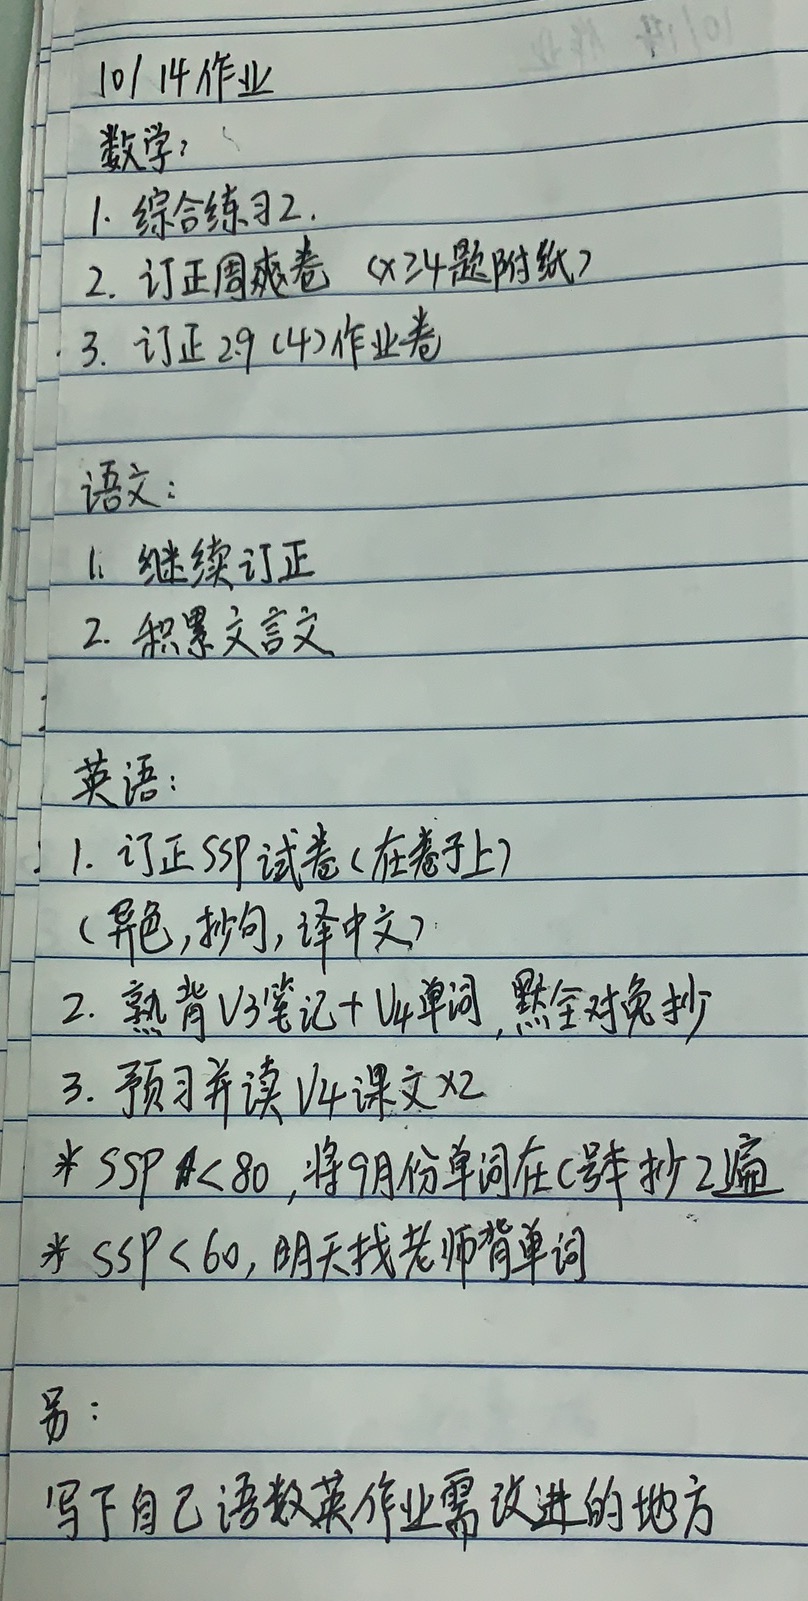 10/14作业
数学:
1. 综合练习2.
2. 订正周爽卷 (×≥4题附纸)
3. 订正29(4)作业卷
语文:
1. 继续订正
2. 积累文言文
英语:
1. 订正SSP试卷(在卷子上)
(异色,抄句,译中文)
2. 熟背U3笔记+U4单词,默全对免抄
3. 预习并读U4课文×2
* SSP <80,将9月份单词在C号本抄2遍
* SSP<60,明天找老师背单词
另:
写下自己语数英作业需改进的地方